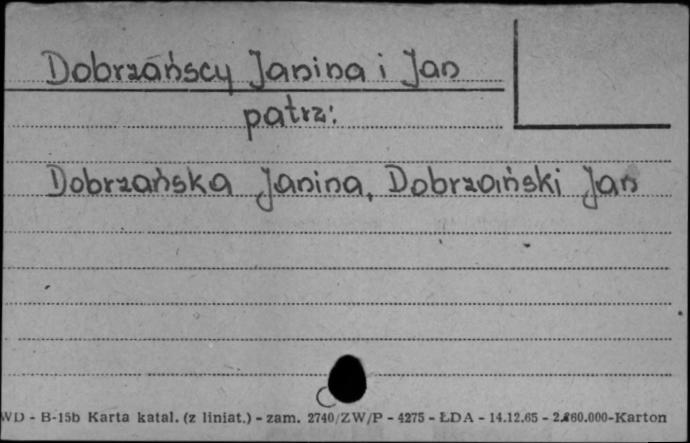 Dobrzańscy Janina i Jan
patrz:
Dobrzańska Janina, Dobrzański Jan
WD - B-15b Karta katal. (z liniat.) - zam. 2740/ZW/P - 4275 - ŁDA - 14.12.65 - 2.260.000-Karton